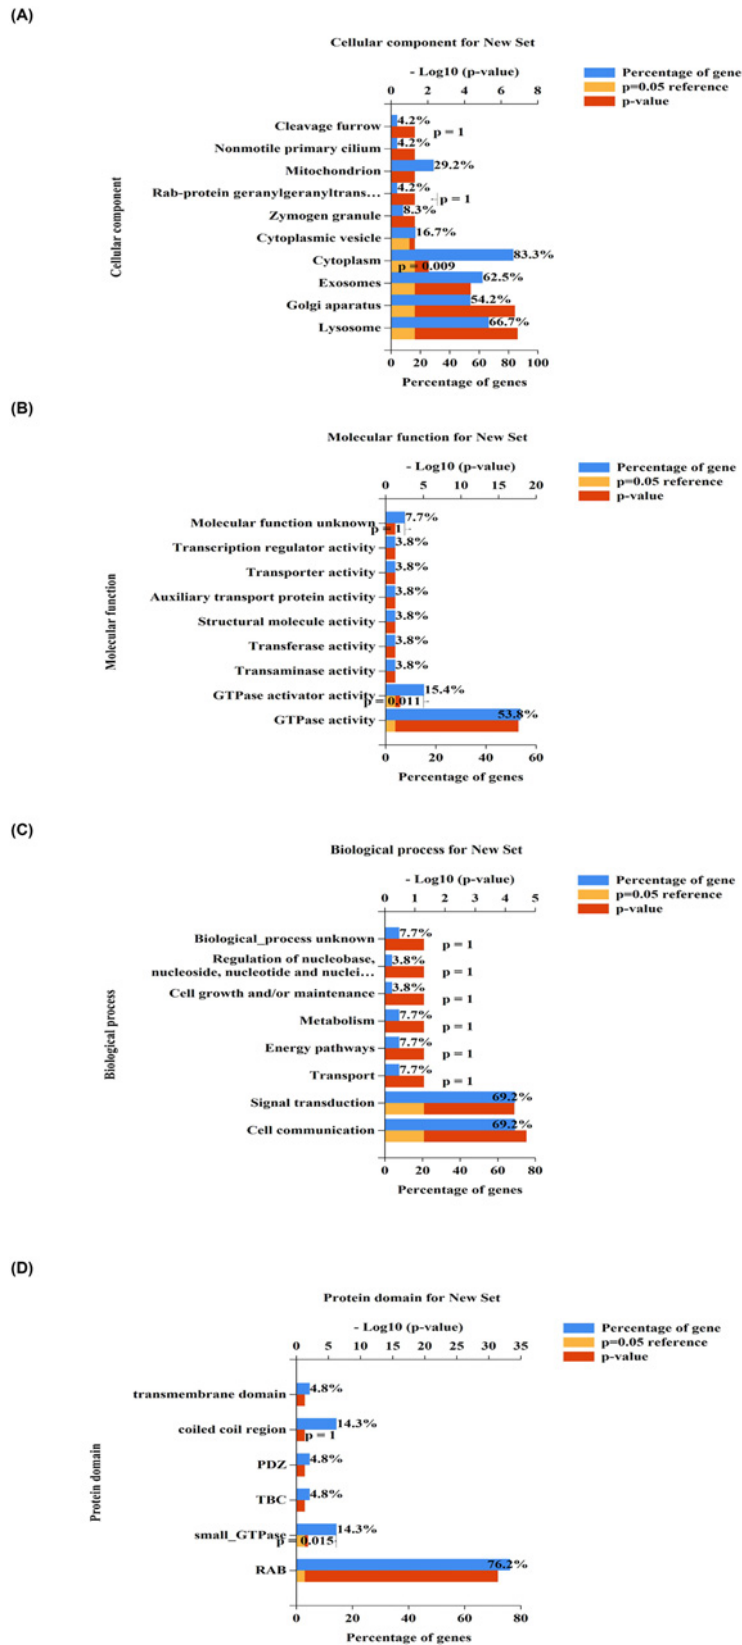 (A)
Cellular component for New Set
- Log10 (p-value)
0 2 4 6 8
Percentage of gene
p=0.05 reference
p-value
Cellular component
Cleavage furrow 4.2%
p = 1
Nonmotile primary cilium 4.2%
Mitochondrion 29.2%
Rab-protein geranylgeranyltrans... 4.2%
p = 1
Zymogen granule 8.3%
Cytoplasmic vesicle 16.7%
Cytoplasm 83.3%
p = 0.009
Exosomes 62.5%
Golgi aparatus 54.2%
Lysosome 66.7%
0 20 40 60 80 100
Percentage of genes
(B)
Molecular function for New Set
- Log10 (p-value)
0 5 10 15 20
Percentage of gene
p=0.05 reference
p-value
Molecular function
Molecular function unknown 7.7%
p = 1
Transcription regulator activity 3.8%
Transporter activity 3.8%
Auxiliary transport protein activity 3.8%
Structural molecule activity 3.8%
Transferase activity 3.8%
Transaminase activity 3.8%
GTPase activator activity 15.4%
p = 0.011
GTPase activity 53.8%
0 20 40 60
Percentage of genes
(C)
Biological process for New Set
- Log10 (p-value)
0 1 2 3 4 5
Percentage of gene
p=0.05 reference
p-value
Biological process
Biological_process unknown 7.7%
p = 1
Regulation of nucleobase,
nucleoside, nucleotide and nuclei... 3.8%
p = 1
Cell growth and/or maintenance 3.8%
p = 1
Metabolism 7.7%
p = 1
Energy pathways 7.7%
p = 1
Transport 7.7%
p = 1
Signal transduction 69.2%
Cell communication 69.2%
0 20 40 60 80
Percentage of genes
(D)
Protein domain for New Set
- Log10 (p-value)
0 5 10 15 20 25 30 35
Percentage of gene
p=0.05 reference
p-value
Protein domain
transmembrane domain 4.8%
coiled coil region 14.3%
p = 1
PDZ 4.8%
TBC 4.8%
small_GTPase 14.3%
p = 0.015
RAB 76.2%
0 20 40 60 80
Percentage of genes